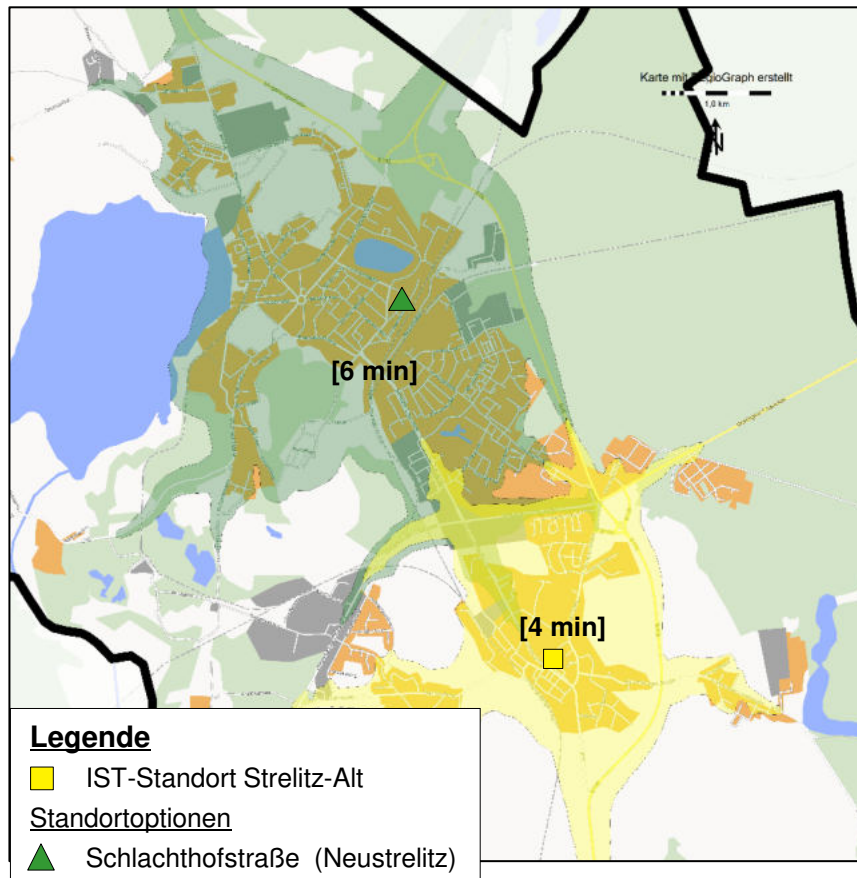 Karte mit RegioGraph erstellt
1,0 km
N
[6 min]
[4 min]
Legende
IST-Standort Strelitz-Alt
Standortoptionen
Schlachthofstraße (Neustrelitz)